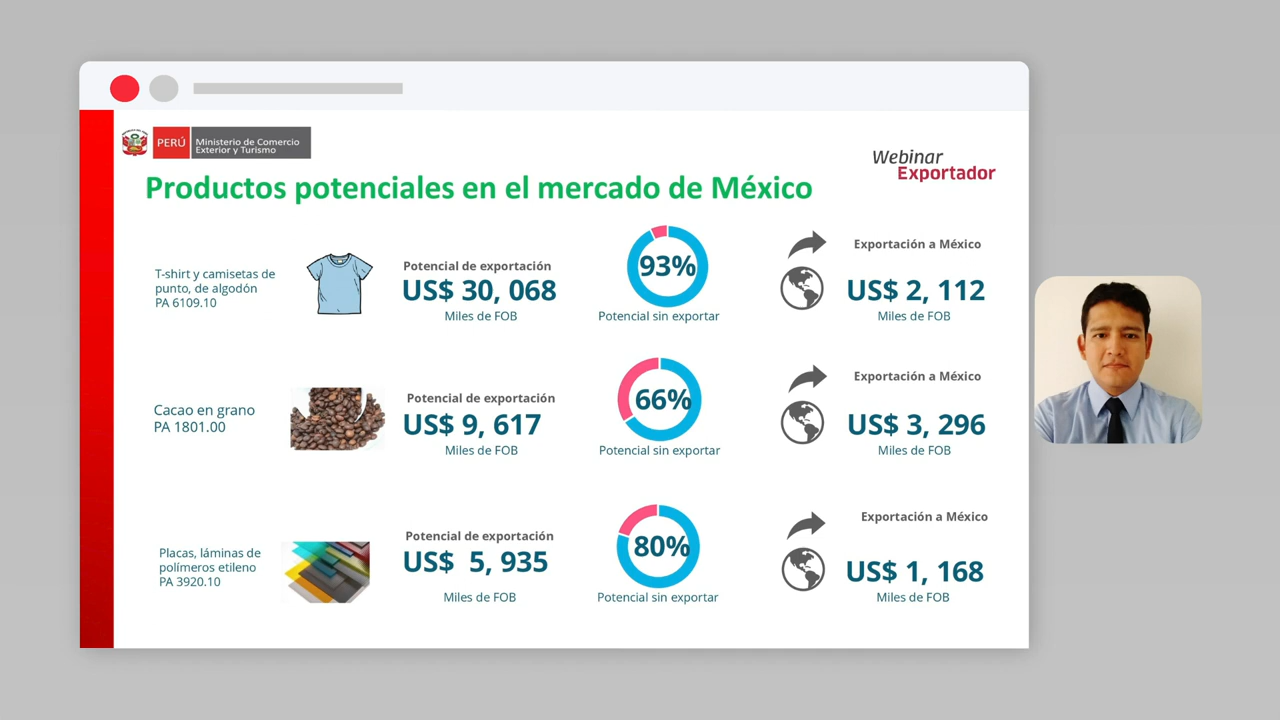 PERÚ
Ministerio de Comercio
Exterior y Turismo
Webinar
Exportador
Productos potenciales en el mercado de México
T-shirt y camisetas de
punto, de algodón
PA 6109.10
Potencial de exportación
US$ 30, 068
Miles de FOB
93%
Potencial sin exportar
Exportación a México
US$ 2, 112
Miles de FOB
Cacao en grano
PA 1801.00
Potencial de exportación
US$ 9, 617
Miles de FOB
66%
Potencial sin exportar
Exportación a México
US$ 3, 296
Miles de FOB
Placas, láminas de
polímeros etileno
PA 3920.10
Potencial de exportación
US$ 5, 935
Miles de FOB
80%
Potencial sin exportar
Exportación a México
US$ 1, 168
Miles de FOB